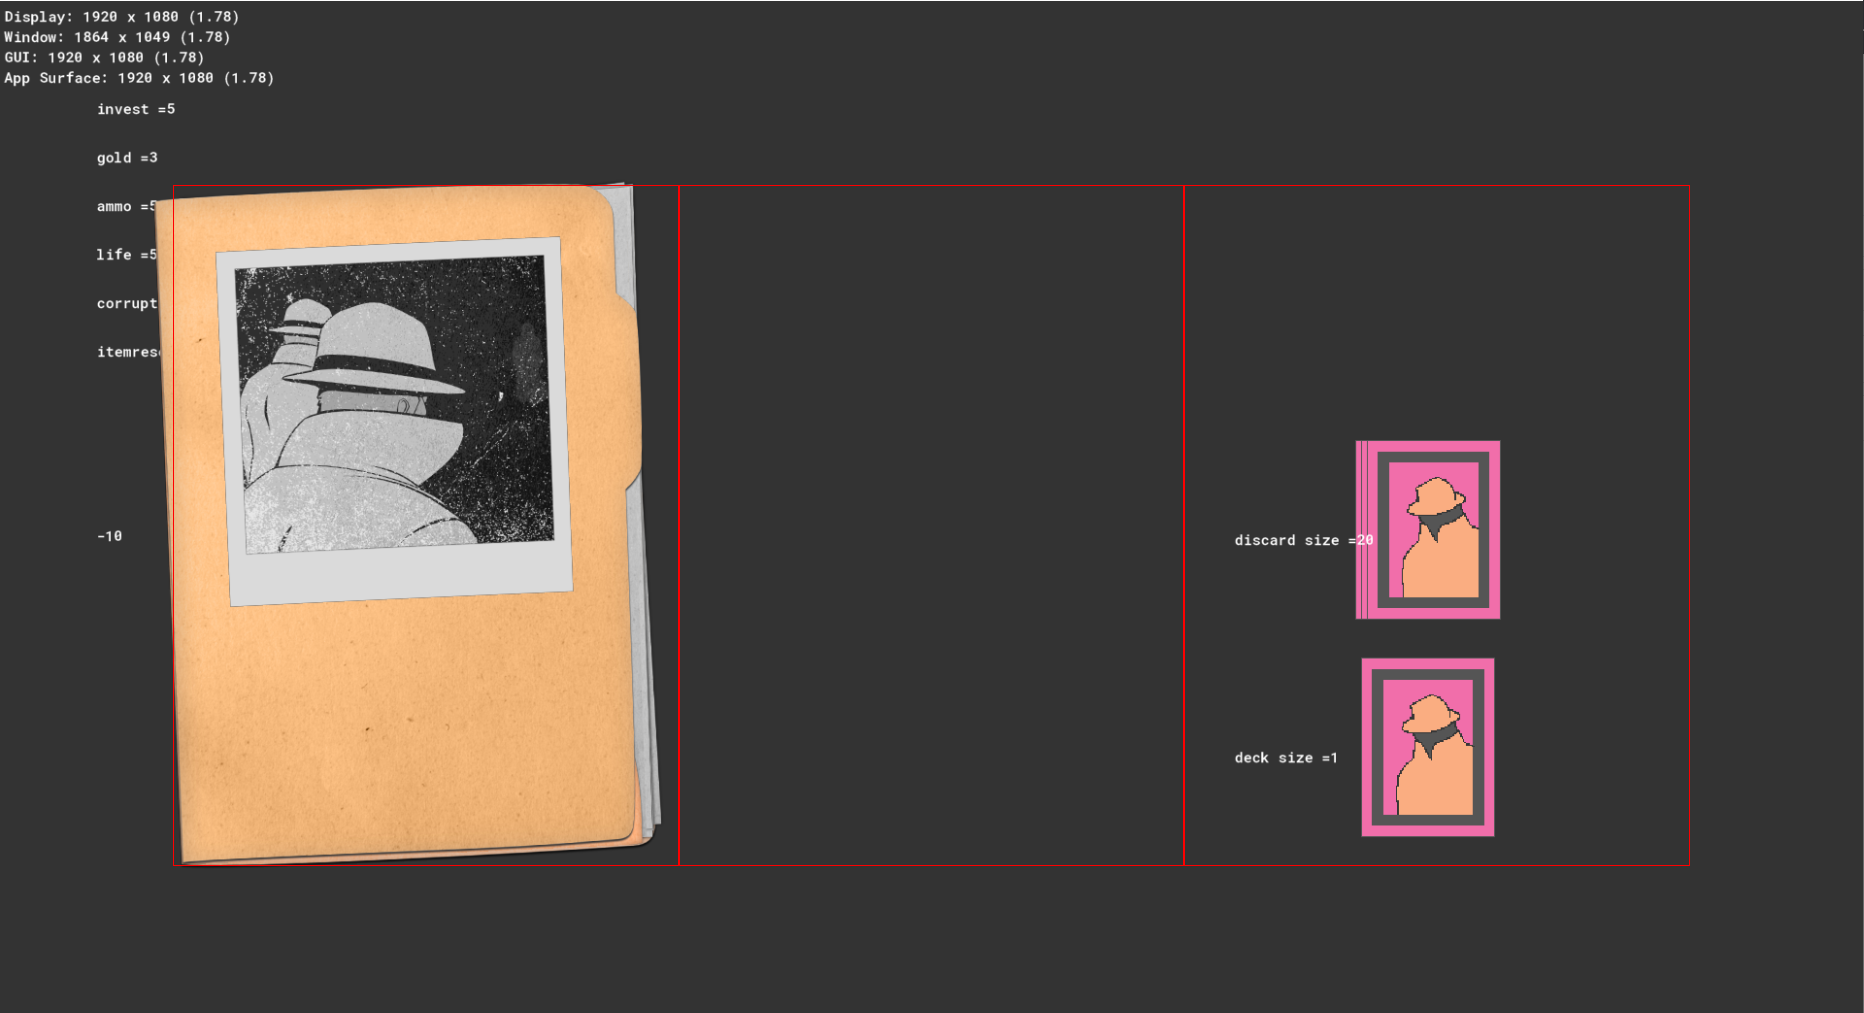 Display: 1920 x 1080 (1.78)
Window: 1864 x 1049 (1.78)
GUI: 1920 x 1080 (1.78)
App Surface: 1920 x 1080 (1.78)
invest =5
gold =3
ammo =5
life =5
corrupt
itemres
-10
discard size =20
deck size =1